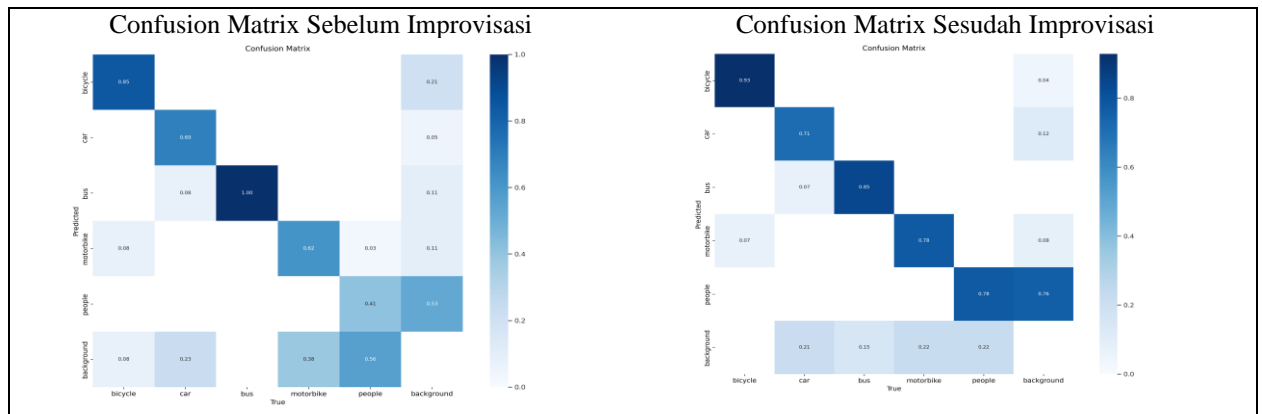 Confusion Matrix Sebelum Improvisasi
Confusion Matrix
bicycle
0.85
0.21
car
0.69
0.05
bus
0.08
1.00
0.11
motorbike
0.08
0.62
0.03
0.11
people
0.41
0.53
background
0.08
0.23
0.38
0.56
Predicted
bicycle car bus motorbike people background
True
1.0
0.8
0.6
0.4
0.2
0.0
Confusion Matrix Sesudah Improvisasi
Confusion Matrix
bicycle
0.93
0.04
car
0.71
0.12
bus
0.07
0.85
motorbike
0.07
0.78
people
0.78
0.76
background
0.21
0.15
0.22
0.22
Predicted
bicycle car bus motorbike people background
True
0.8
0.6
0.4
0.2
0.0